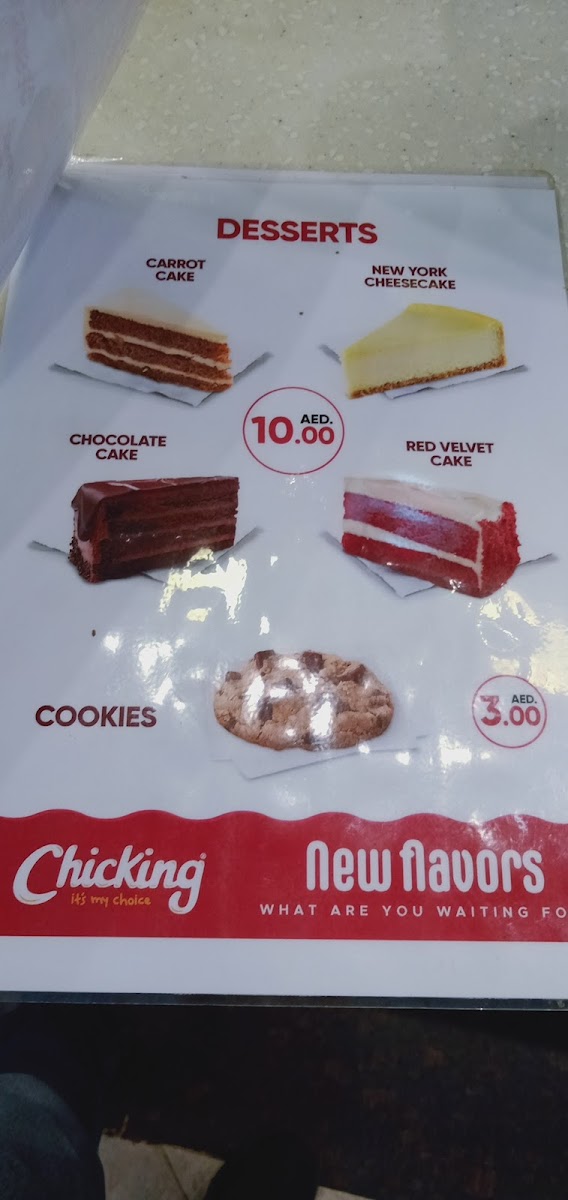 DESSERTS
CARROT
CAKE
NEW YORK
CHEESECAKE
AED.
10.00
CHOCOLATE
CAKE
RED VELVET
CAKE
COOKIES
AED.
3.00
Chicking
it's my choice
New flavors
WHAT ARE YOU WAITING FO